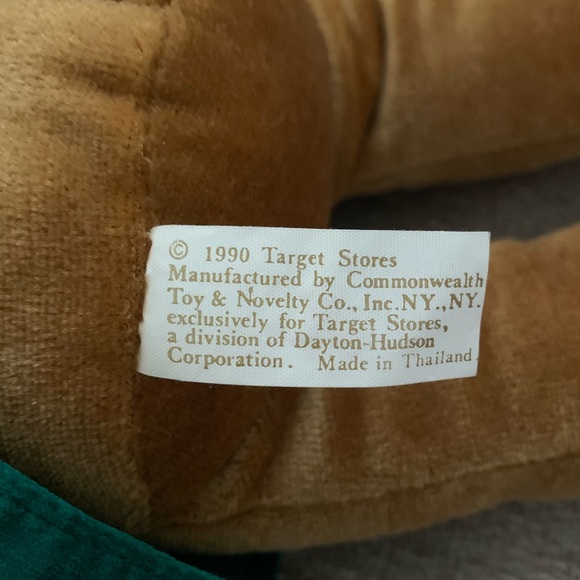 © 1990 Target Stores
Manufactured by Commonwealth
Toy & Novelty Co., Inc. NY., NY.
exclusively for Target Stores,
a division of Dayton-Hudson
Corporation. Made in Thailand